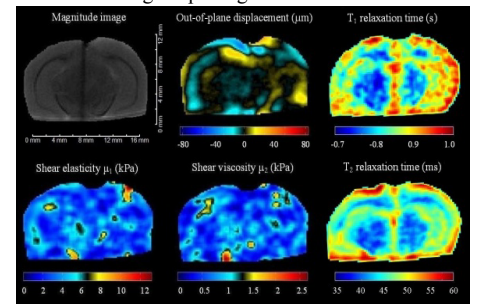 Magnitude image
Out-of-plane displacement (μm)
T1 relaxation time (s)
0 mm 4 mm 8 mm 12 mm
0 mm 4 mm 8 mm 12 mm 16 mm
-80 -40 0 40 80
-0.7 0.8 0.9 1.0
Shear elasticity μ1 (kPa)
Shear viscosity μ2 (kPa)
T2 relaxation time (ms)
0 2 4 6 8 10 12
0 0.5 1 1.5 2 2.5
35 40 45 50 55 60